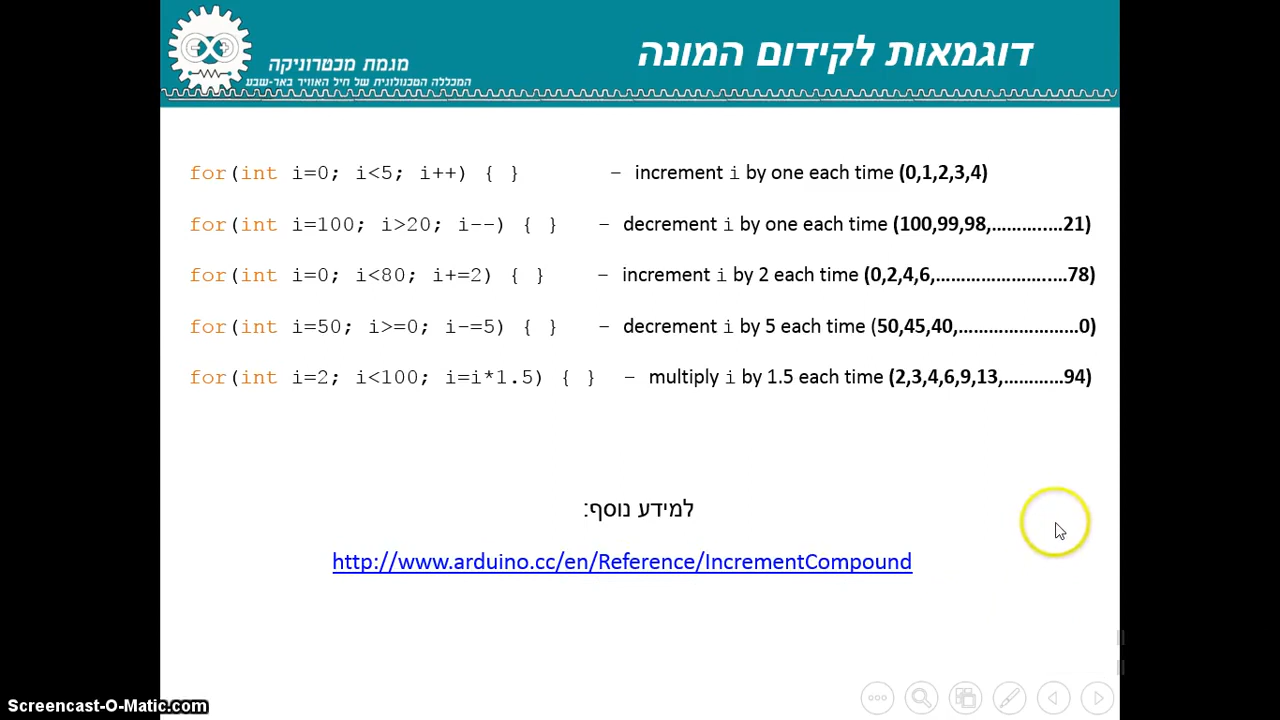 דוגמאות לקידום המונה
מגמת מכטרוניקה
המכללה הטכנולוגית של חיל האוויר באר-שבע
for(int i=0; i<5; i++) { } – increment i by one each time (0,1,2,3,4)
for(int i=100; i>20; i--) { } – decrement i by one each time (100,99,98,…………..21)
for(int i=0; i<80; i+=2) { } – increment i by 2 each time (0,2,4,6,……………………….78)
for(int i=50; i>=0; i-=5) { } – decrement i by 5 each time (50,45,40,……………………0)
for(int i=2; i<100; i=i*1.5) { } – multiply i by 1.5 each time (2,3,4,6,9,13,…………94)
למידע נוסף:
http://www.arduino.cc/en/Reference/IncrementCompound
Screencast-O-Matic.com